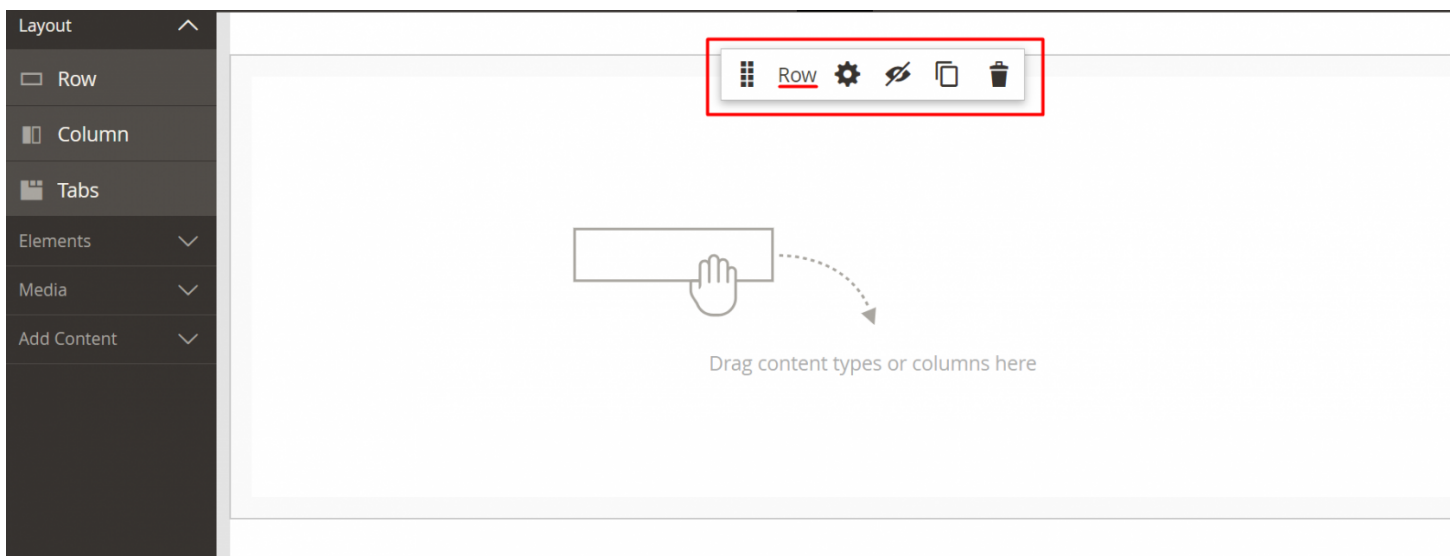 Layout
Row
Column
Tabs
Elements
Media
Add Content
Row
Drag content types or columns here